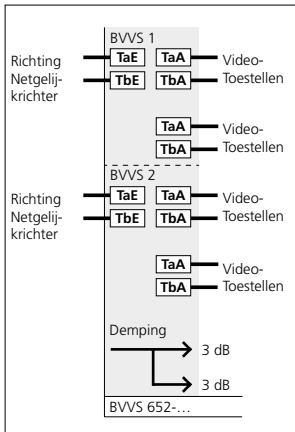 BVVS 1
Richting
Netgelij-
krichter
TaE TaA
TbE TbA
Video-
Toestellen
TaA
TbA
Video-
Toestellen
BVVS 2
Richting
Netgelij-
krichter
TaE TaA
TbE TbA
Video-
Toestellen
TaA
TbA
Video-
Toestellen
Demping
3 dB
3 dB
BVVS 652-...